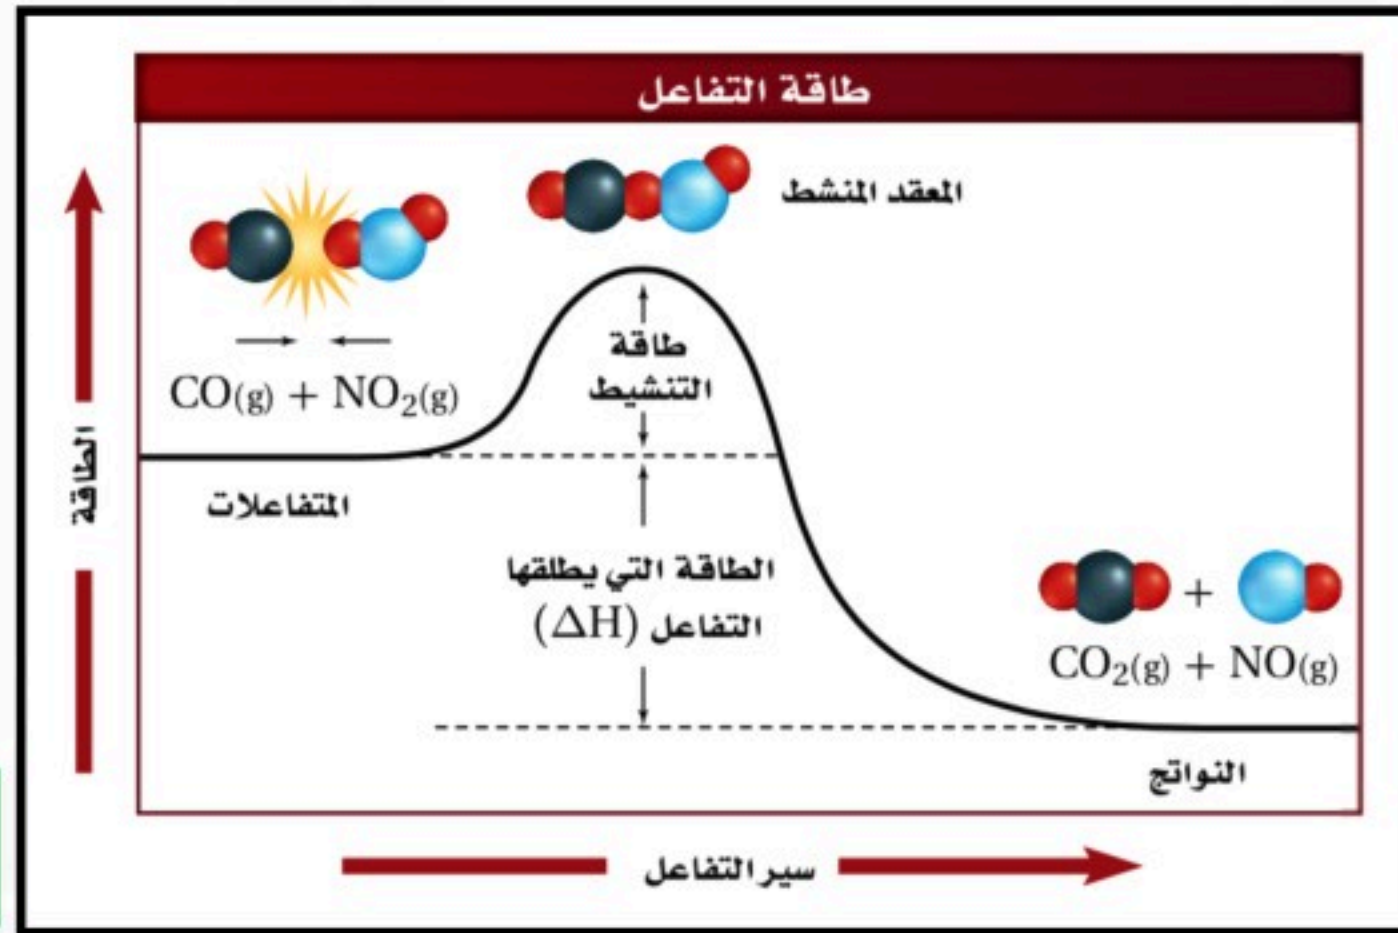 طاقة التفاعل
المعقد المنشط
CO(g) + NO₂(g)
طاقة
التنشيط
الطاقة
المتفاعلات
الطاقة التي يطلقها
التفاعل (ΔH)
+
CO₂(g) + NO(g)
النواتج
سير التفاعل